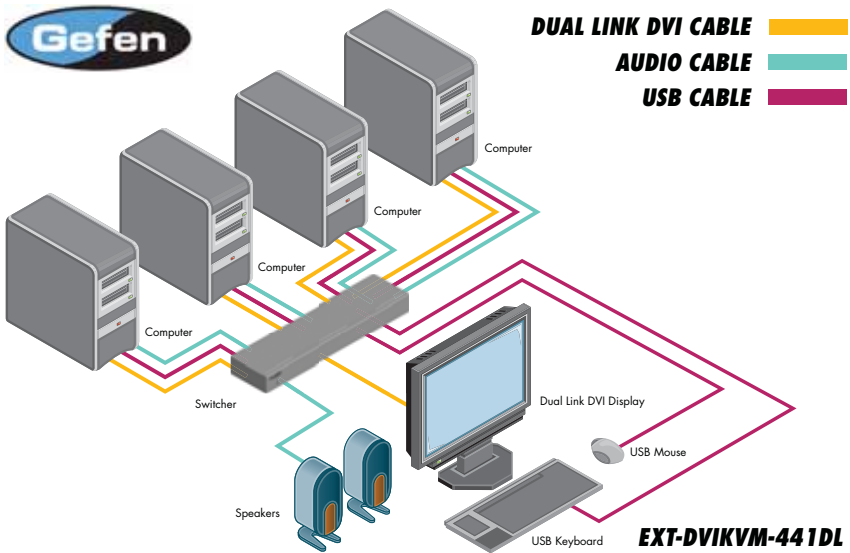 Gefen
DUAL LINK DVI CABLE
AUDIO CABLE
USB CABLE
Computer
Computer
Computer
Computer
Switcher
Dual Link DVI Display
USB Mouse
Speakers
USB Keyboard
EXT-DVIKVM-441DL